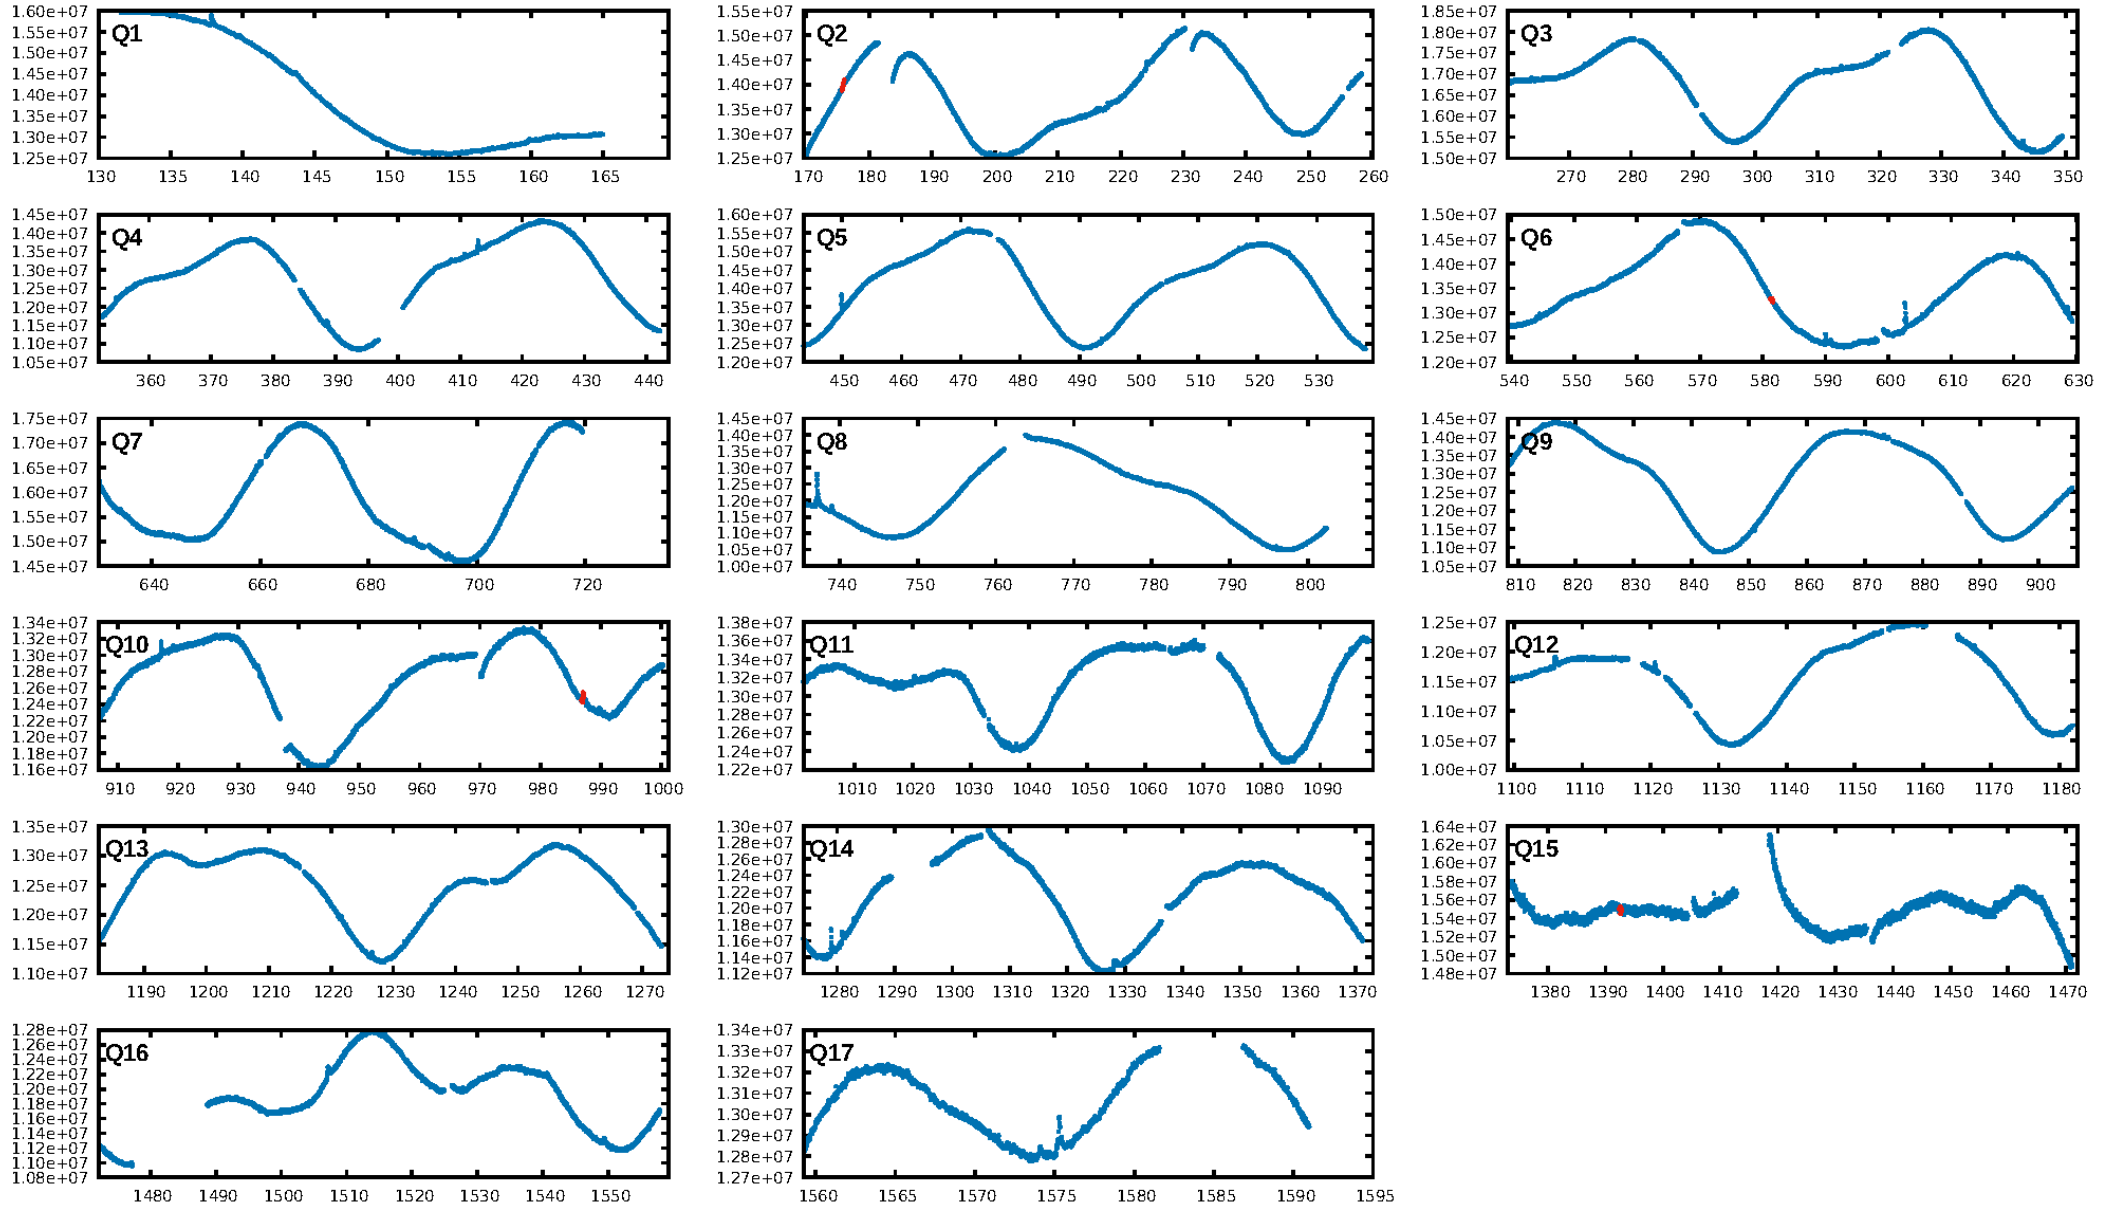 Q1
1.60e+07
1.55e+07
1.50e+07
1.45e+07
1.40e+07
1.35e+07
1.30e+07
1.25e+07
130 135 140 145 150 155 160 165
Q2
1.55e+07
1.50e+07
1.45e+07
1.40e+07
1.35e+07
1.30e+07
1.25e+07
170 180 190 200 210 220 230 240 250 260
Q3
1.85e+07
1.80e+07
1.75e+07
1.70e+07
1.65e+07
1.60e+07
1.55e+07
1.50e+07
270 280 290 300 310 320 330 340 350
Q4
1.45e+07
1.40e+07
1.35e+07
1.30e+07
1.25e+07
1.20e+07
1.15e+07
1.10e+07
1.05e+07
360 370 380 390 400 410 420 430 440
Q5
1.60e+07
1.55e+07
1.50e+07
1.45e+07
1.40e+07
1.35e+07
1.30e+07
1.25e+07
1.20e+07
450 460 470 480 490 500 510 520 530
Q6
1.50e+07
1.45e+07
1.40e+07
1.35e+07
1.30e+07
1.25e+07
1.20e+07
540 550 560 570 580 590 600 610 620 630
Q7
1.75e+07
1.70e+07
1.65e+07
1.60e+07
1.55e+07
1.50e+07
1.45e+07
640 660 680 700 720
Q8
1.45e+07
1.40e+07
1.35e+07
1.30e+07
1.25e+07
1.20e+07
1.15e+07
1.10e+07
1.05e+07
1.00e+07
740 750 760 770 780 790 800
Q9
1.45e+07
1.40e+07
1.35e+07
1.30e+07
1.25e+07
1.20e+07
1.15e+07
1.10e+07
1.05e+07
810 820 830 840 850 860 870 880 890 900
Q10
1.34e+07
1.32e+07
1.30e+07
1.28e+07
1.26e+07
1.24e+07
1.22e+07
1.20e+07
1.18e+07
1.16e+07
910 920 930 940 950 960 970 980 990 1000
Q11
1.38e+07
1.36e+07
1.34e+07
1.32e+07
1.30e+07
1.28e+07
1.26e+07
1.24e+07
1.22e+07
1010 1020 1030 1040 1050 1060 1070 1080 1090
Q12
1.25e+07
1.20e+07
1.15e+07
1.10e+07
1.05e+07
1.00e+07
1100 1110 1120 1130 1140 1150 1160 1170 1180
Q13
1.35e+07
1.30e+07
1.25e+07
1.20e+07
1.15e+07
1.10e+07
1190 1200 1210 1220 1230 1240 1250 1260 1270
Q14
1.30e+07
1.28e+07
1.26e+07
1.24e+07
1.22e+07
1.20e+07
1.18e+07
1.16e+07
1.14e+07
1.12e+07
1280 1290 1300 1310 1320 1330 1340 1350 1360 1370
Q15
1.64e+07
1.62e+07
1.60e+07
1.58e+07
1.56e+07
1.54e+07
1.52e+07
1.50e+07
1.48e+07
1380 1390 1400 1410 1420 1430 1440 1450 1460 1470
Q16
1.28e+07
1.26e+07
1.24e+07
1.22e+07
1.20e+07
1.18e+07
1.16e+07
1.14e+07
1.12e+07
1.10e+07
1.08e+07
1480 1490 1500 1510 1520 1530 1540 1550
Q17
1.34e+07
1.33e+07
1.32e+07
1.31e+07
1.30e+07
1.29e+07
1.28e+07
1.27e+07
1560 1565 1570 1575 1580 1585 1590 1595